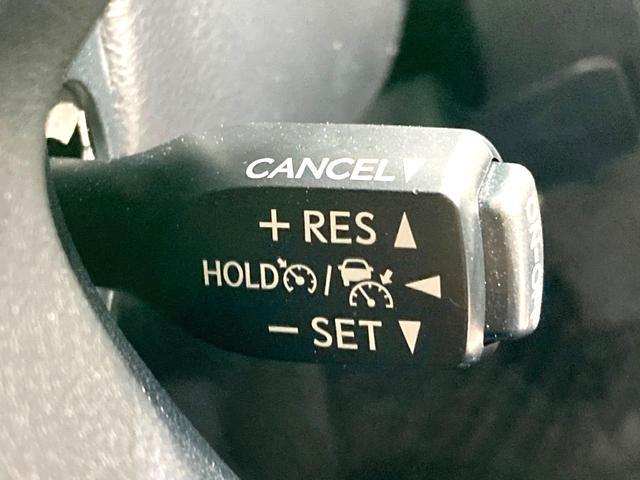 CANCEL ▼
+ RES ▲
HOLD / ◀
− SET ▼